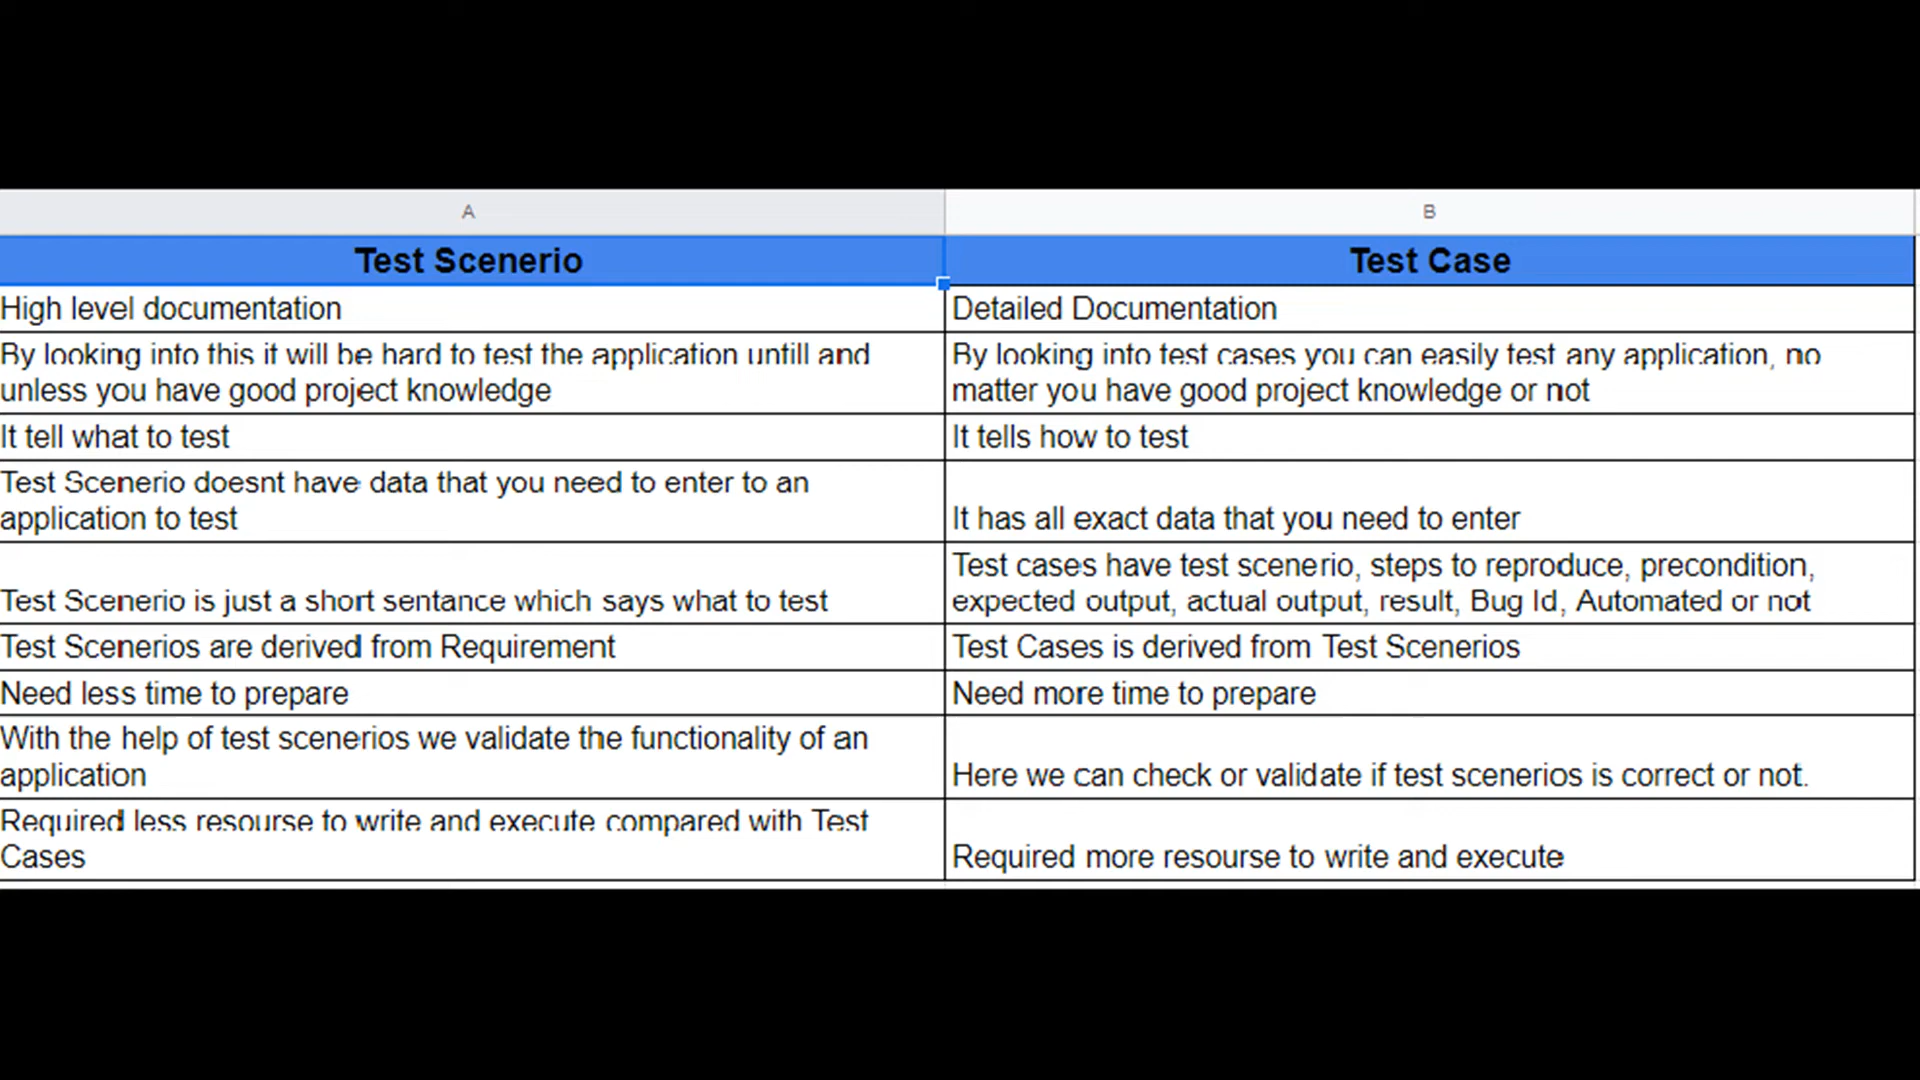 A
B
Test Scenerio
Test Case
High level documentation
Detailed Documentation
By looking into this it will be hard to test the application untill and
unless you have good project knowledge
By looking into test cases you can easily test any application, no
matter you have good project knowledge or not
It tell what to test
It tells how to test
Test Scenerio doesnt have data that you need to enter to an
application to test
It has all exact data that you need to enter
Test Scenerio is just a short sentance which says what to test
Test cases have test scenerio, steps to reproduce, precondition,
expected output, actual output, result, Bug Id, Automated or not
Test Scenerios are derived from Requirement
Test Cases is derived from Test Scenerios
Need less time to prepare
Need more time to prepare
With the help of test scenerios we validate the functionality of an
application
Here we can check or validate if test scenerios is correct or not.
Required less resourse to write and execute compared with Test
Cases
Required more resourse to write and execute